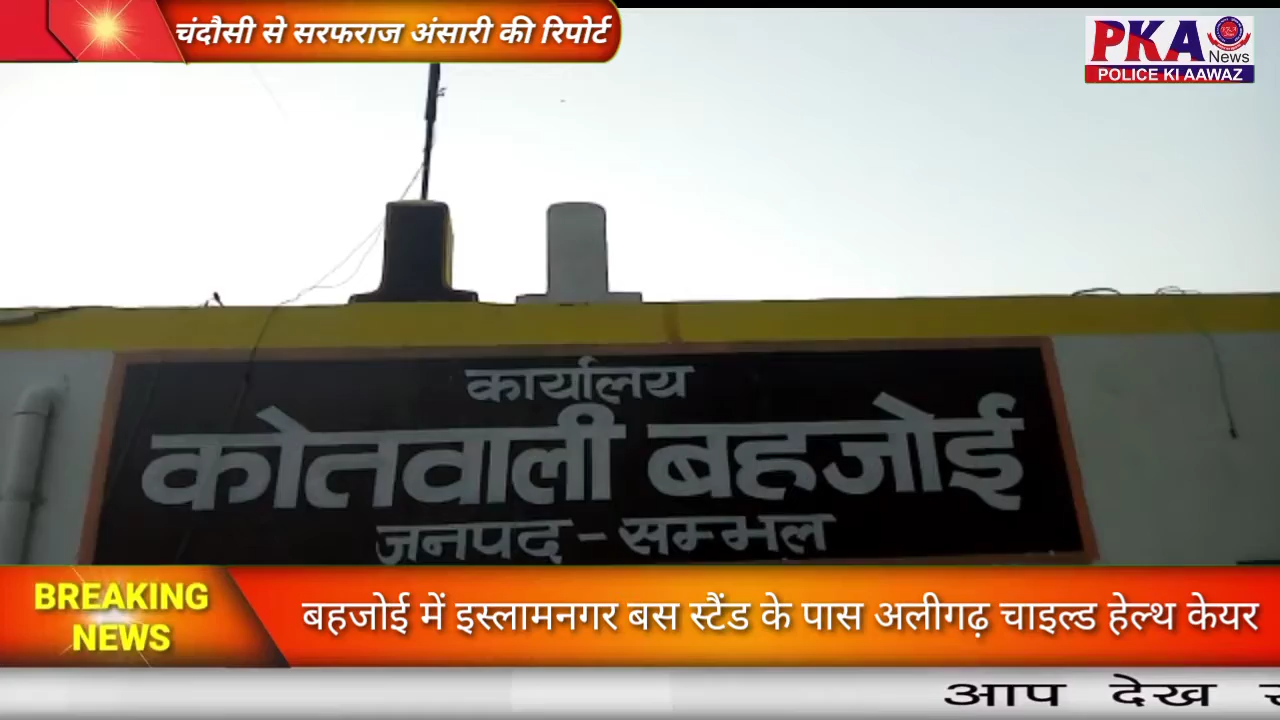 चंदौसी से सरफराज अंसारी की रिपोर्ट
PKA News
POLICE KI AAWAZ
कार्यालय
कोतवाली बहजोई
जनपद - सम्भल
BREAKING NEWS
बहजोई में इस्लामनगर बस स्टैंड के पास अलीगढ़ चाइल्ड हेल्थ केयर
आप देख